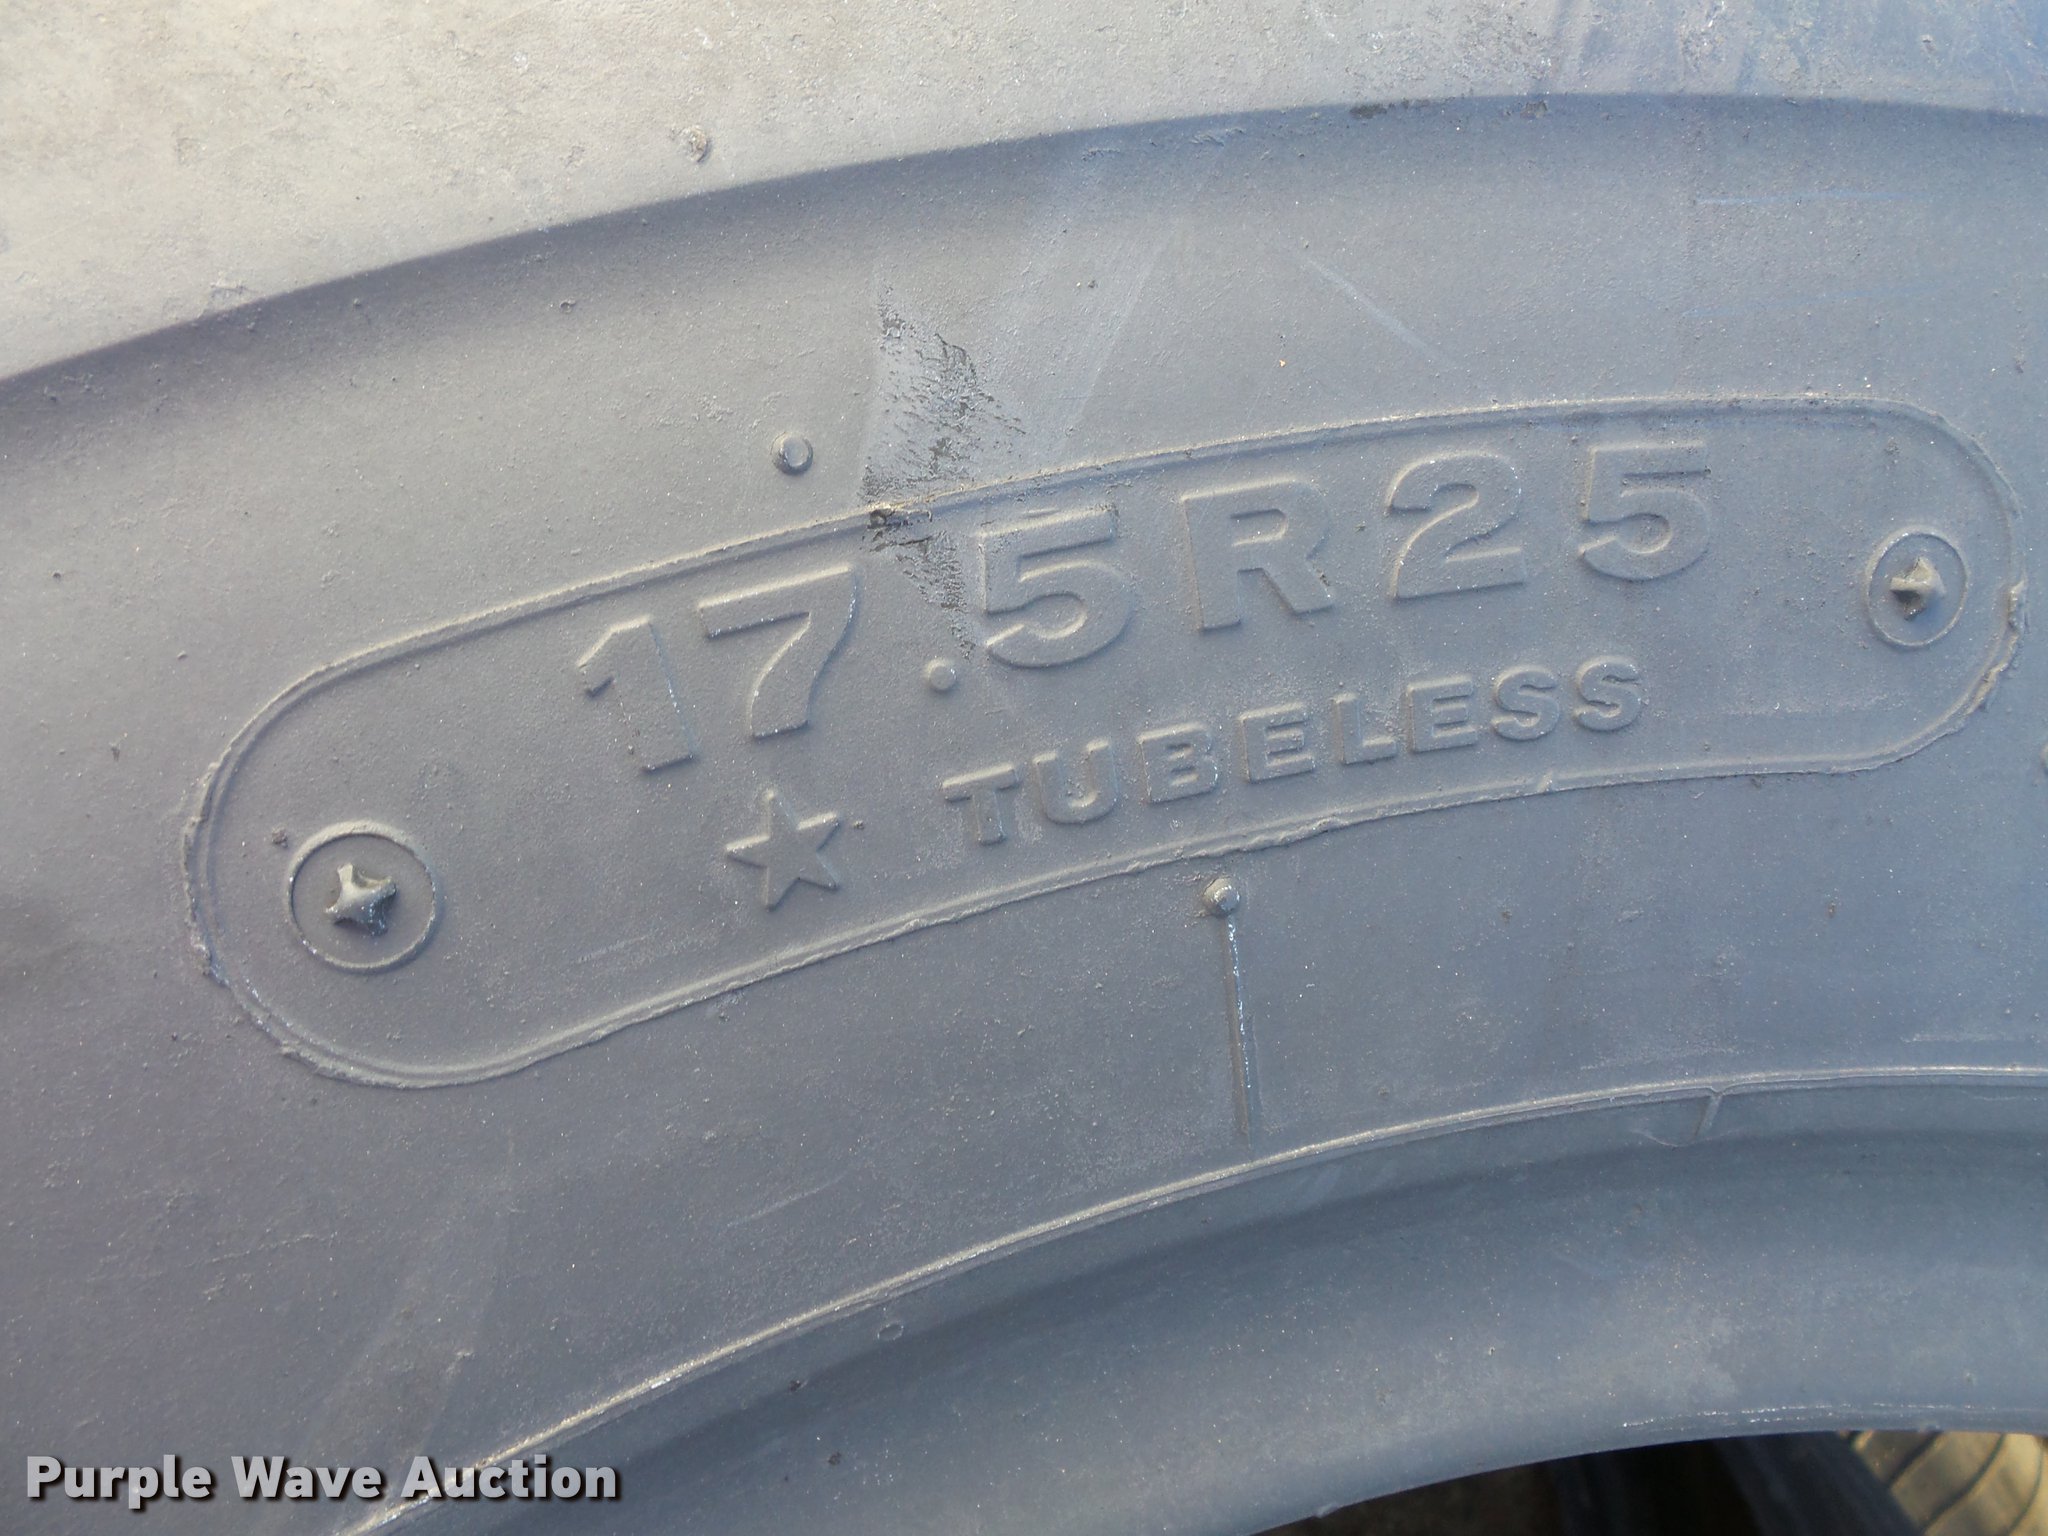 17.5R25
★ TUBELESS
Purple Wave Auction